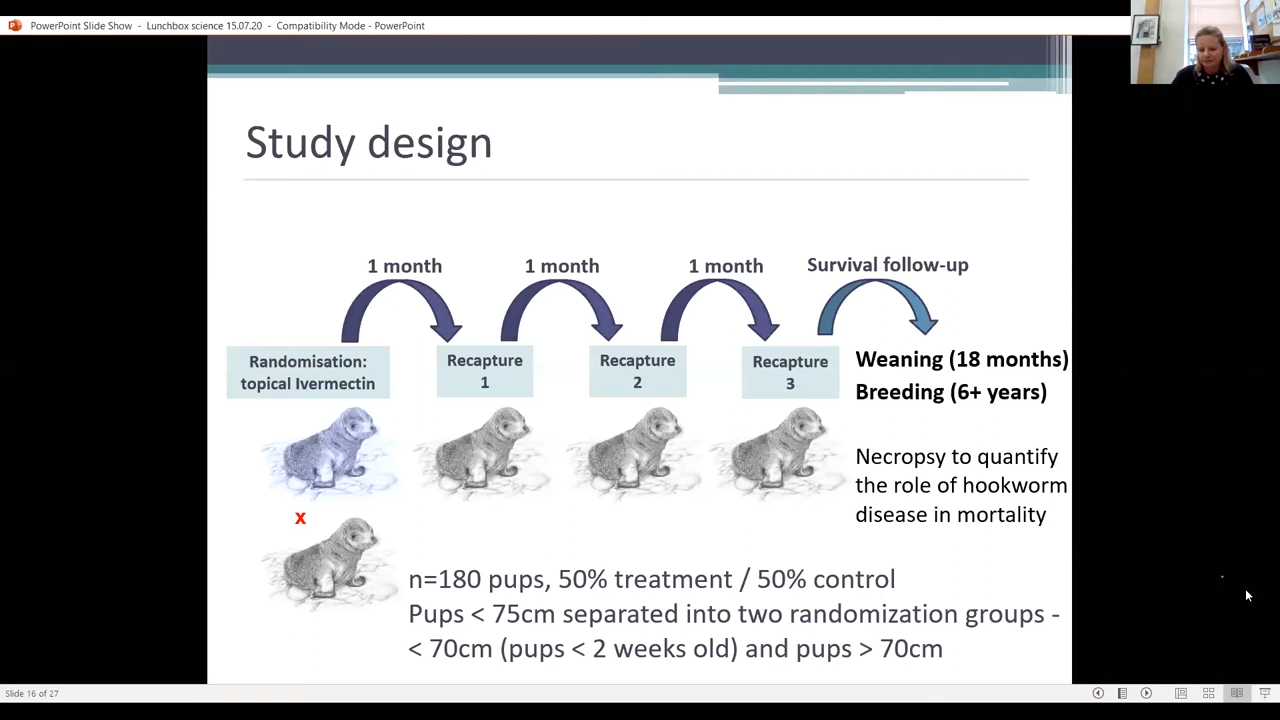 PowerPoint Slide Show - Lunchbox science 15.07.20 - Compatibility Mode - PowerPoint
Study design
1 month
1 month
1 month
Survival follow-up
Randomisation:
topical Ivermectin
Recapture
1
Recapture
2
Recapture
3
Weaning (18 months)
Breeding (6+ years)
Necropsy to quantify
the role of hookworm
disease in mortality
x
n=180 pups, 50% treatment / 50% control
Pups < 75cm separated into two randomization groups -
< 70cm (pups < 2 weeks old) and pups > 70cm
Slide 16 of 27